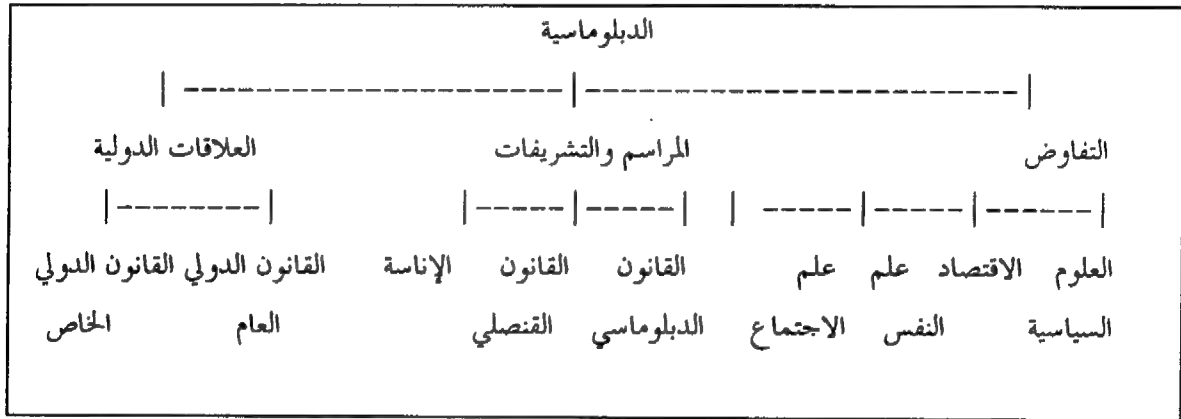 الدبلوماسية
التفاوض المراسم والتشريفات العلاقات الدولية
العلوم الاقتصاد علم علم القانون القانون الإناسة القانون الدولي القانون الدولي
السياسية النفس الاجتماع الدبلوماسي القنصلي العام الخاص